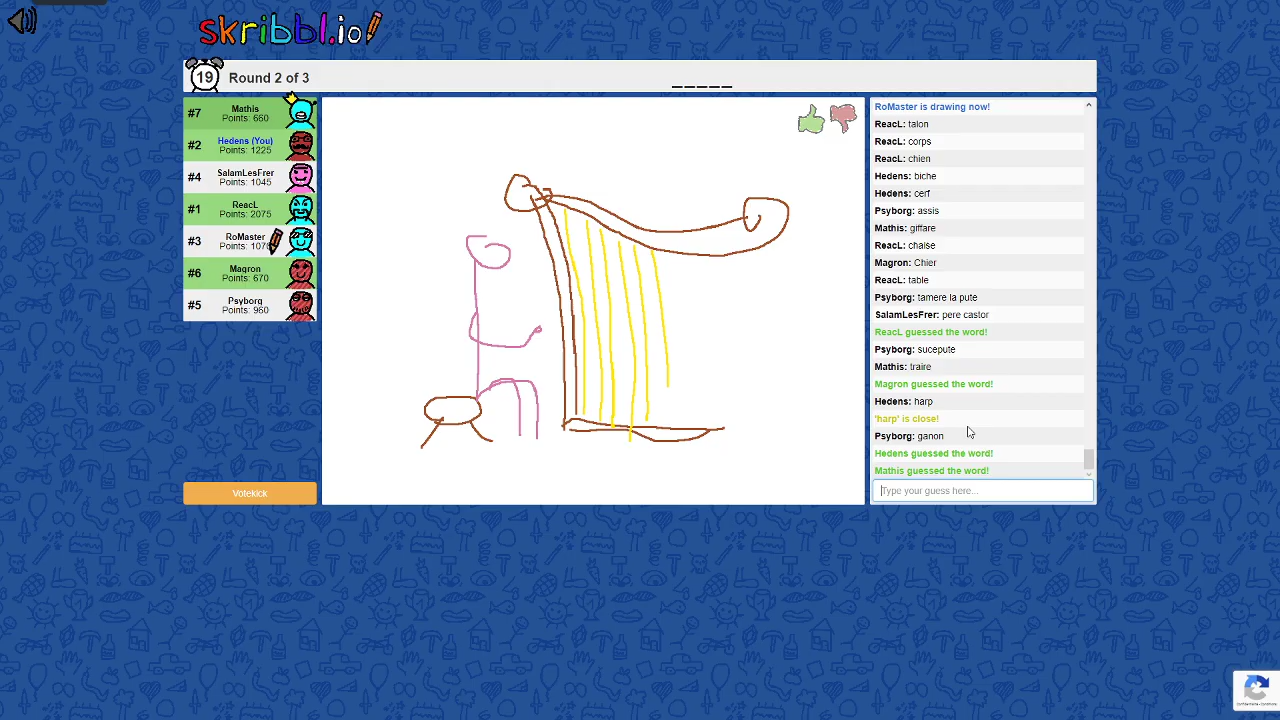 skribbl.io
19
Round 2 of 3
_____
#7
Mathis
Points: 660
#2
Hedens (You)
Points: 1225
#4
SalamLesFrer
Points: 1045
#1
ReacL
Points: 2075
#3
RoMaster
Points: 1070
#6
Magron
Points: 670
#5
Psyborg
Points: 960
Votekick
RoMaster is drawing now!
ReacL: talon
ReacL: corps
ReacL: chien
Hedens: biche
Hedens: cerf
Psyborg: assis
Mathis: giffare
ReacL: chaise
Magron: Chier
ReacL: table
Psyborg: tamere la pute
SalamLesFrer: pere castor
ReacL guessed the word!
Psyborg: sucepute
Mathis: traire
Magron guessed the word!
Hedens: harp
'harp' is close!
Psyborg: ganon
Hedens guessed the word!
Mathis guessed the word!
Type your guess here...